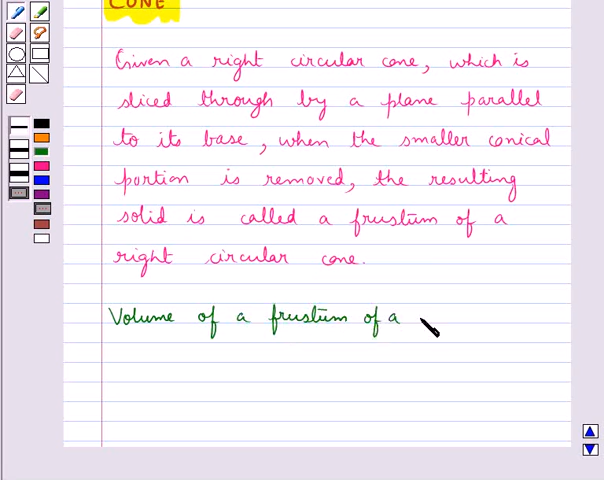 CONE
Given a right circular cone, which is
sliced through by a plane parallel
to its base, when the smaller conical
portion is removed, the resulting
solid is called a frustum of a
right circular cone.
Volume of a frustum of a